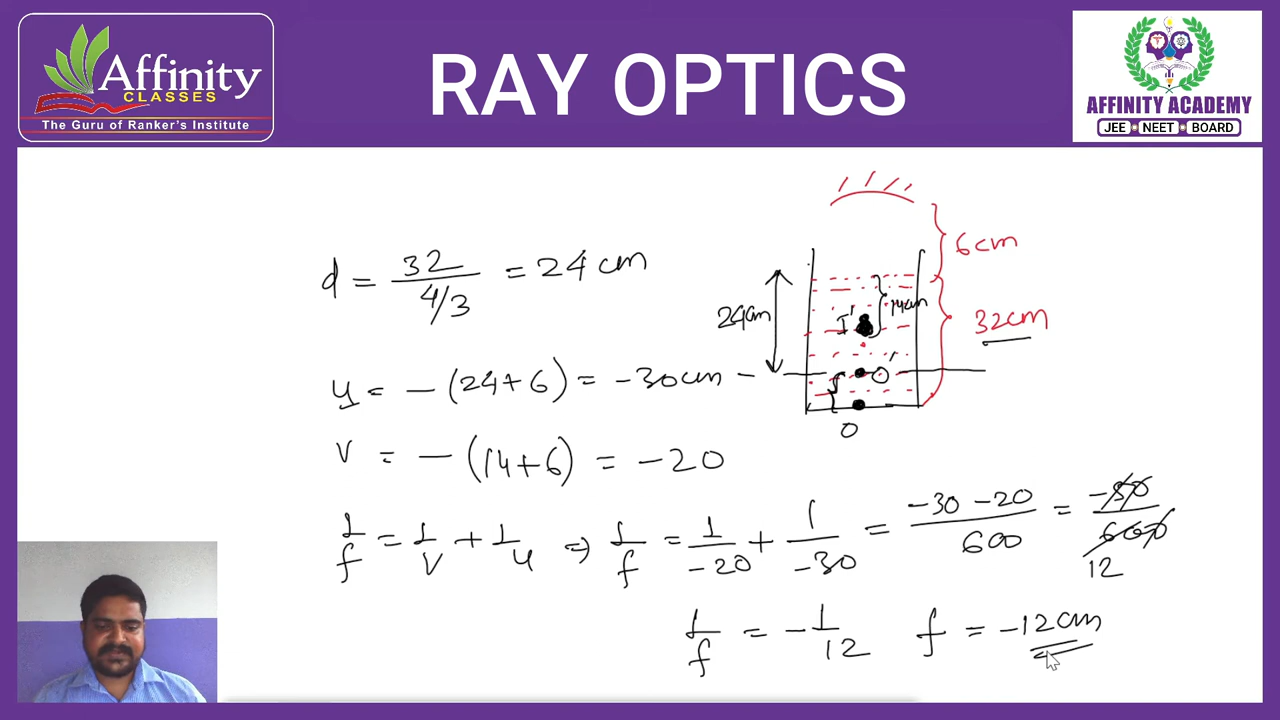 Affinity
CLASSES
The Guru of Ranker's Institute
RAY OPTICS
AFFINITY ACADEMY
JEE • NEET • BOARD
d = 32 / 4/3 = 24 cm
u = -(24+6) = -30cm
v = -(14+6) = -20
1/f = 1/v + 1/u ⇒ 1/f = 1/-20 + 1/-30 = -30 -20 / 600 = -50 / 600 12
1/f = -1/12 f = -12cm
6cm
24cm
I'
14cm
32cm
O'
O